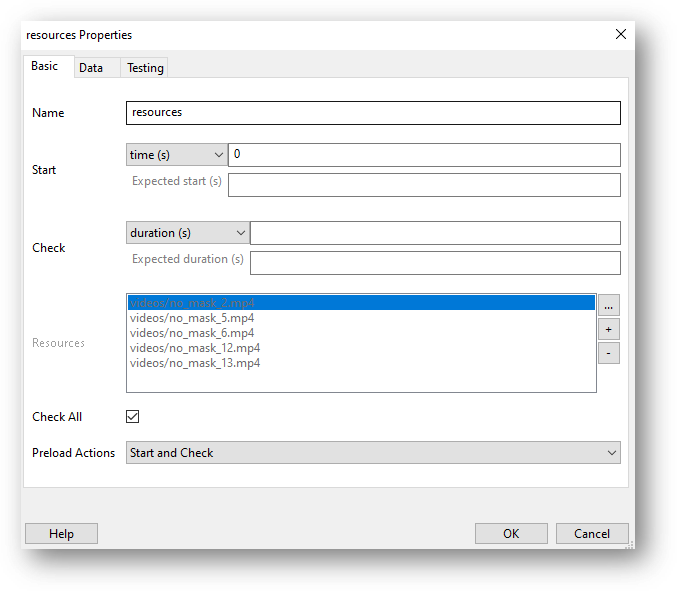 resources Properties
Basic Data Testing
Name resources
Start time (s) 0
Expected start (s)
Check duration (s)
Expected duration (s)
Resources
videos/no_mask_2.mp4
videos/no_mask_5.mp4
videos/no_mask_6.mp4
videos/no_mask_12.mp4
videos/no_mask_13.mp4
...
+
-
Check All
Preload Actions Start and Check
Help OK Cancel